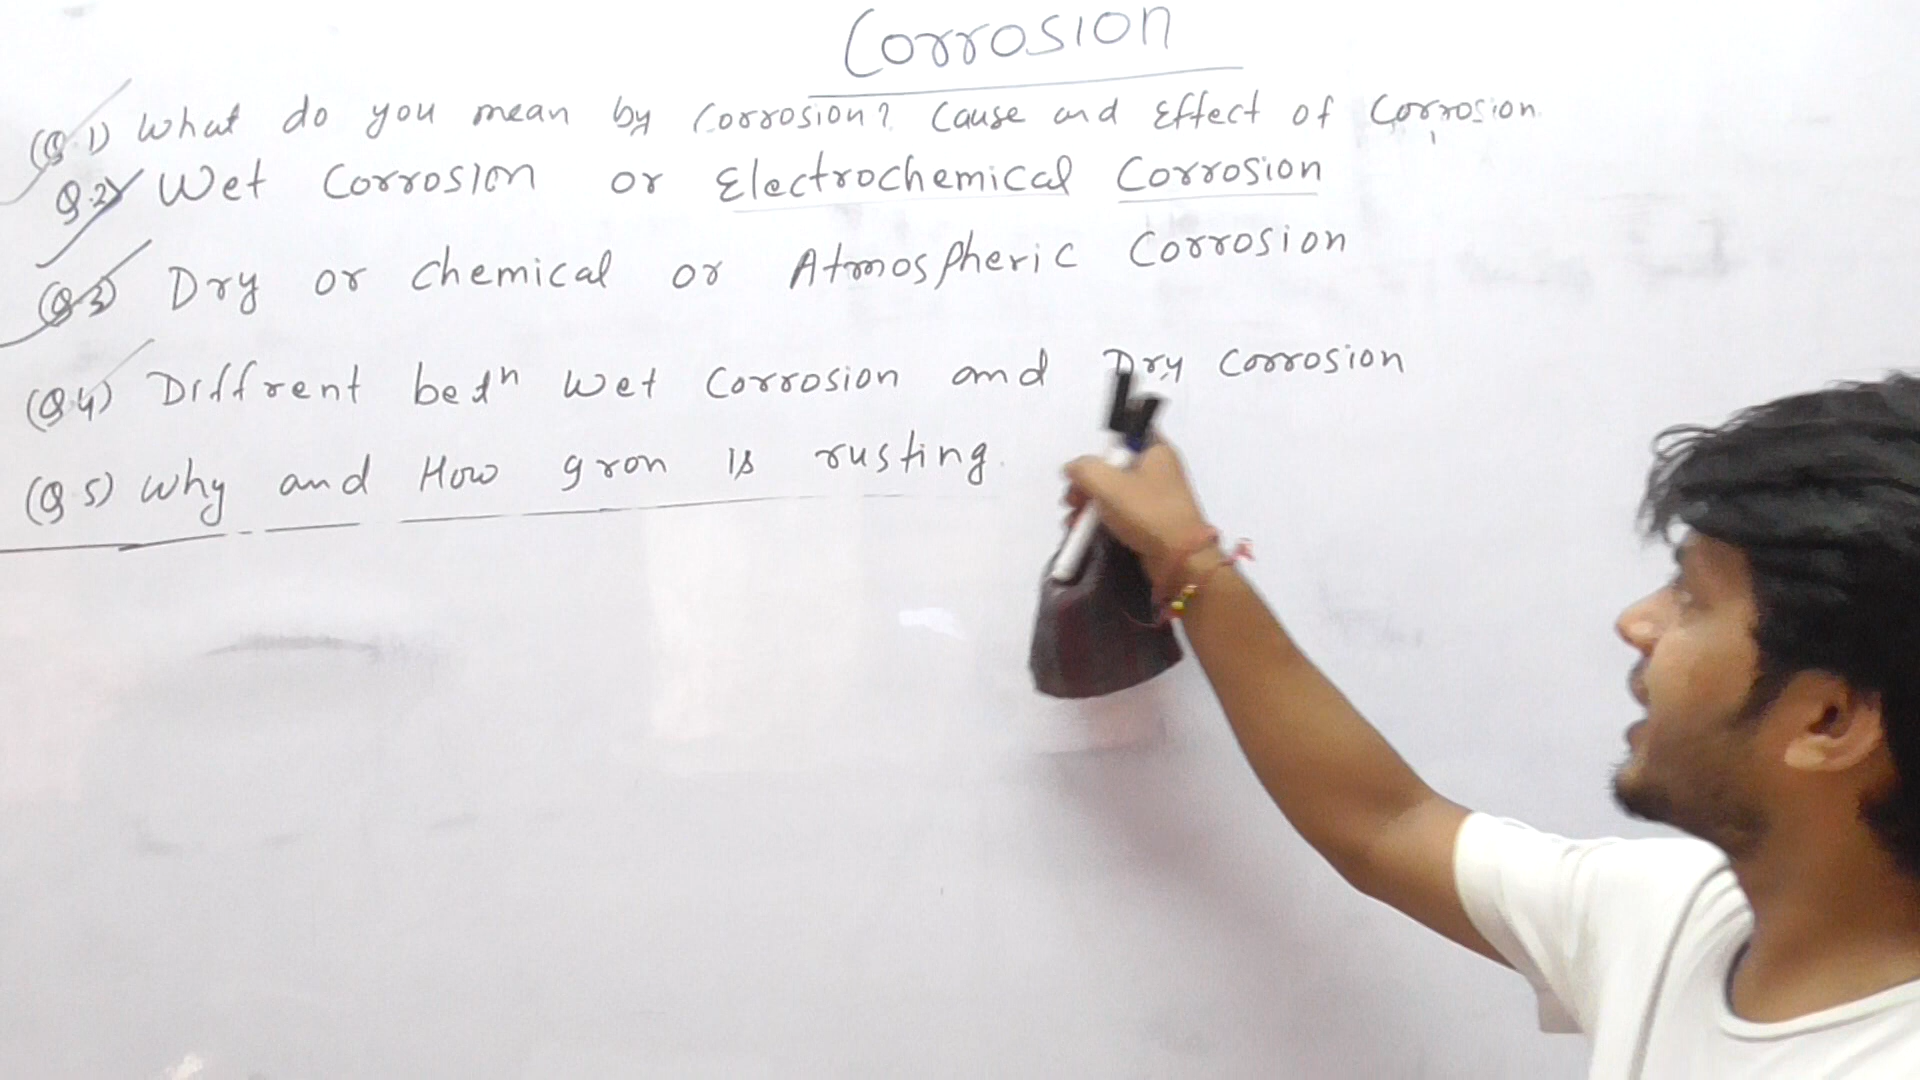 Corrosion
(Q.1) What do you mean by Corrosion? Cause and Effect of Corrosion
Q.2) Wet Corrosion or Electrochemical Corrosion
(Q.3) Dry or chemical or Atmospheric Corrosion
(Q.4) Diffrent betn Wet Corrosion and Dry Corrosion
(Q.5) Why and How Iron is rusting.